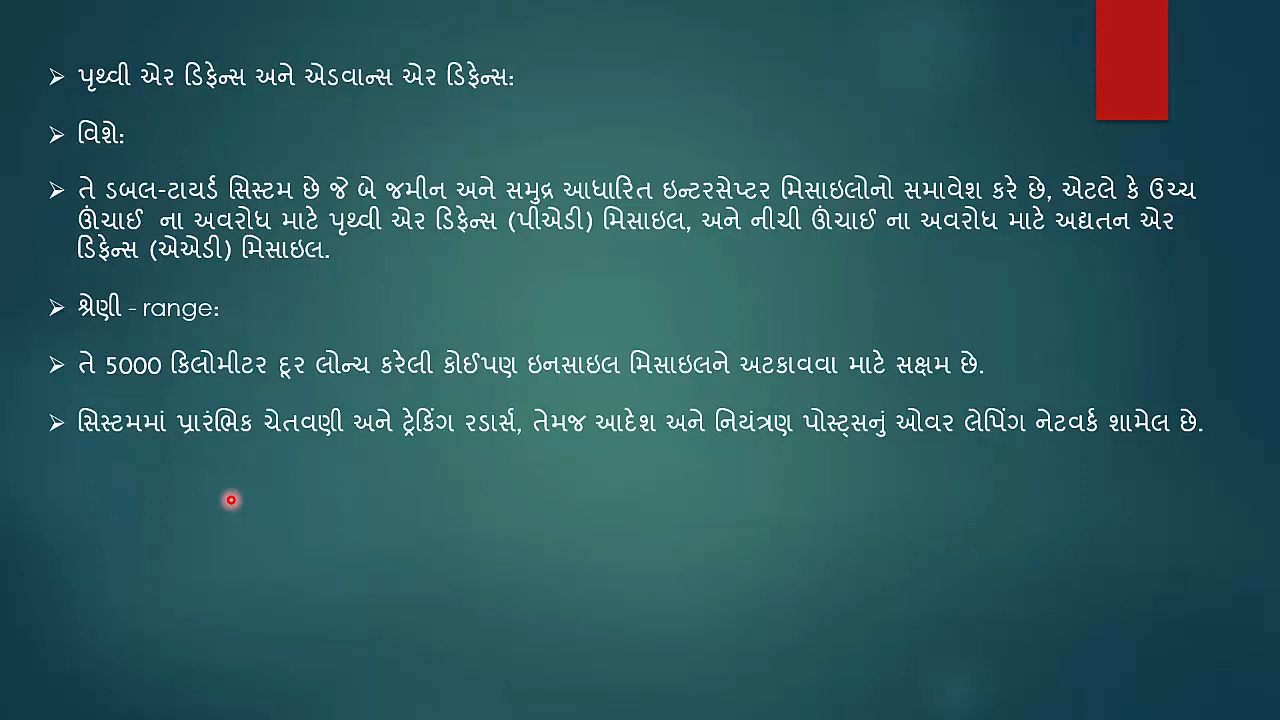 પૃથ્વી એર ડિફેન્સ અને એડવાન્સ એર ડિફેન્સ:
વિશે:
તે ડબલ-ટાયર્ડ સિસ્ટમ છે જે બે જમીન અને સમુદ્ર આધારિત ઇન્ટરસેપ્ટર મિસાઇલોનો સમાવેશ કરે છે, એટલે કે ઉચ્ચ
ઊંચાઈ ના અવરોધ માટે પૃથ્વી એર ડિફેન્સ (પીએડી) મિસાઇલ, અને નીચી ઊંચાઈ ના અવરોધ માટે અદ્યતન એર
ડિફેન્સ (એએડી) મિસાઇલ.
શ્રેણી - range:
તે 5000 કિલોમીટર દૂર લોન્ચ કરેલી કોઈપણ ઇનસાઇલ મિસાઇલને અટકાવવા માટે સક્ષમ છે.
સિસ્ટમમાં પ્રારંભિક ચેતવણી અને ટ્રેકિંગ રડાર્સ, તેમજ આદેશ અને નિયંત્રણ પોસ્ટ્સનું ઓવર લેપિંગ નેટવર્ક શામેલ છે.